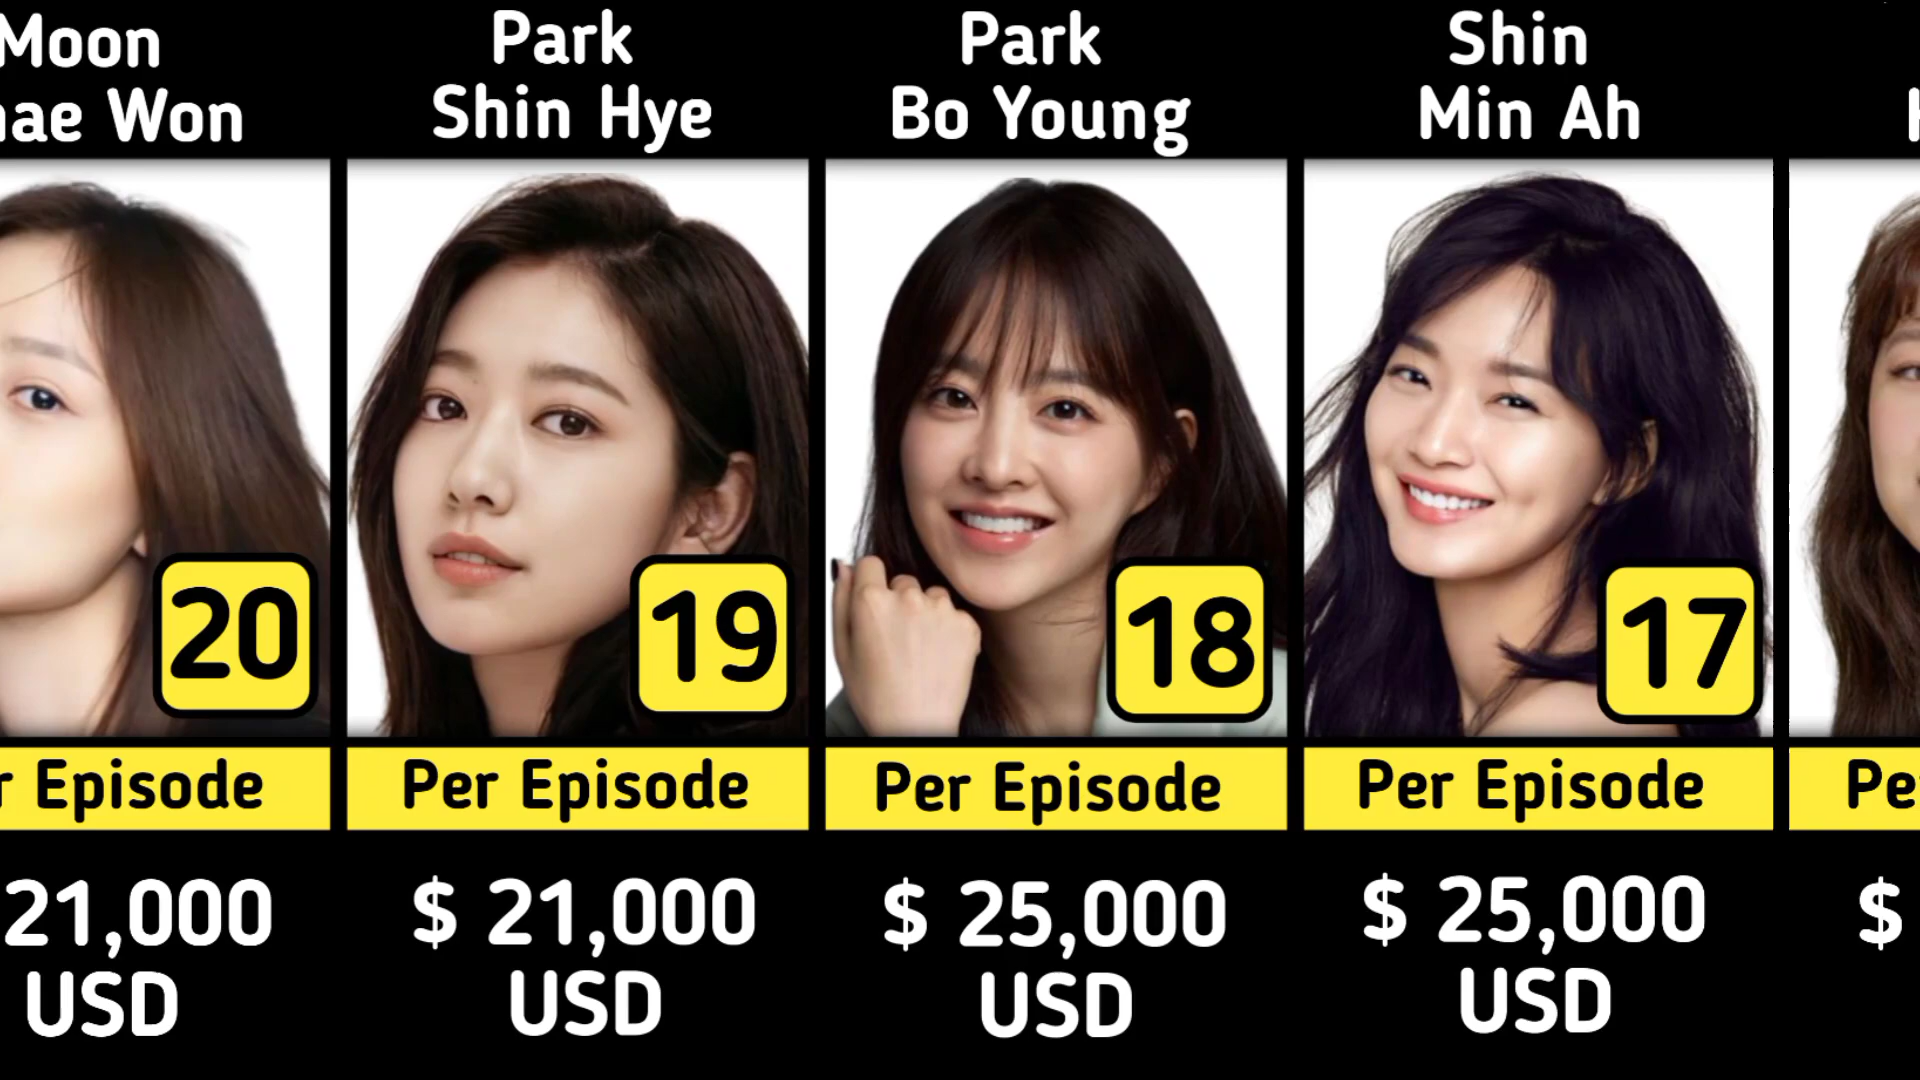 Moon
Won
20
Episode
21,000
USD
Park
Shin Hye
19
Per Episode
$ 21,000
USD
Park
Bo Young
18
Per Episode
$ 25,000
USD
Shin
Min Ah
17
Per Episode
$ 25,000
USD
$